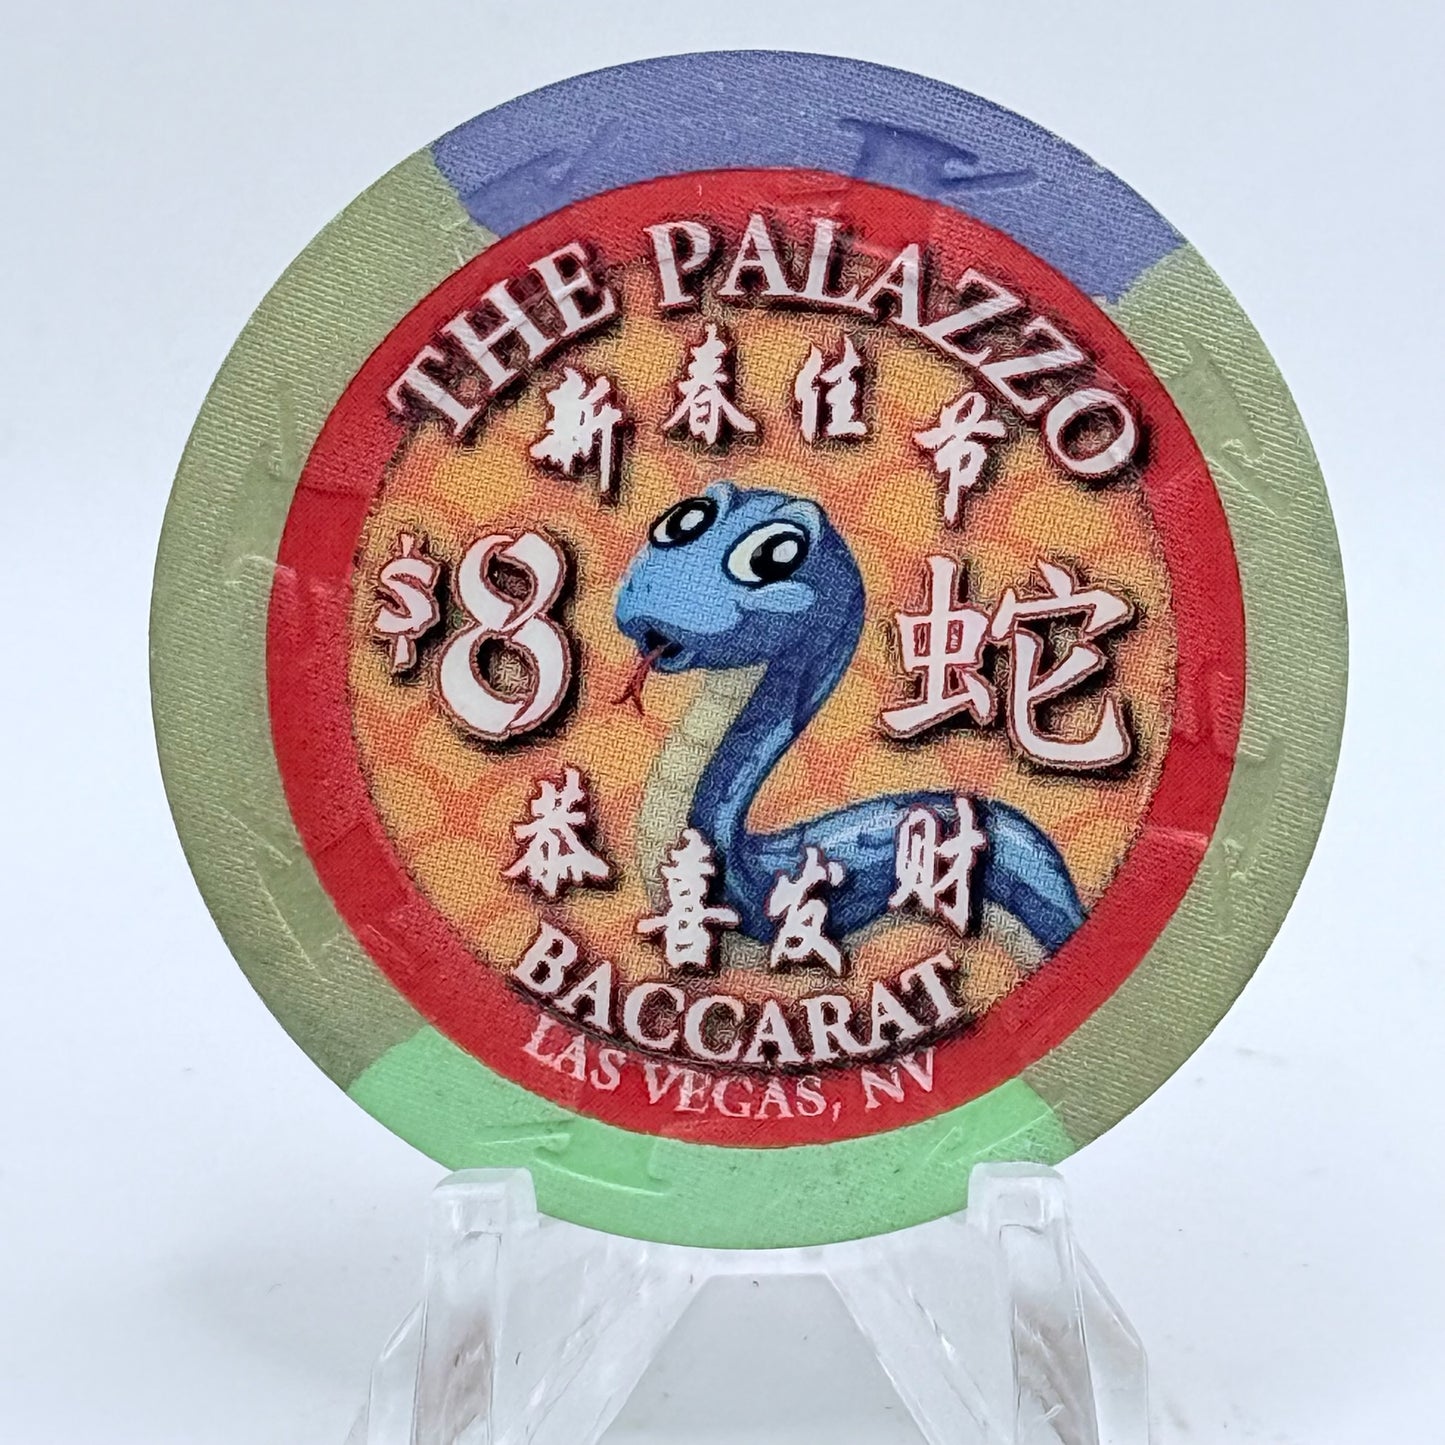 THE PALAZZO
新春佳节
$8
蛇
恭喜发财
BACCARAT
LAS VEGAS, NV